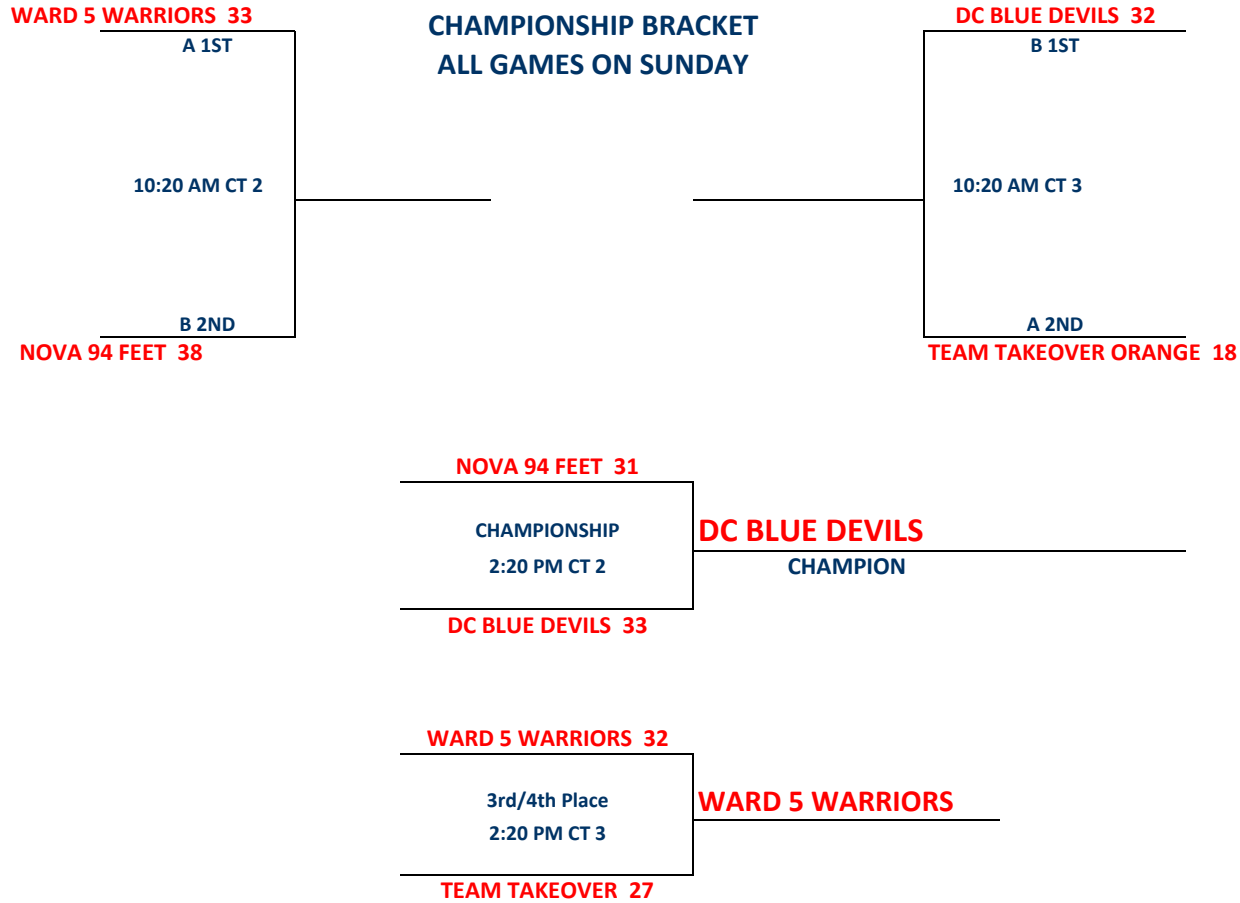 WARD 5 WARRIORS 33
A 1ST
10:20 AM CT 2
B 2ND
NOVA 94 FEET 38
CHAMPIONSHIP BRACKET
ALL GAMES ON SUNDAY
DC BLUE DEVILS 32
B 1ST
10:20 AM CT 3
A 2ND
TEAM TAKEOVER ORANGE 18
NOVA 94 FEET 31
CHAMPIONSHIP
2:20 PM CT 2
DC BLUE DEVILS 33
DC BLUE DEVILS
CHAMPION
WARD 5 WARRIORS 32
3rd/4th Place
2:20 PM CT 3
TEAM TAKEOVER 27
WARD 5 WARRIORS